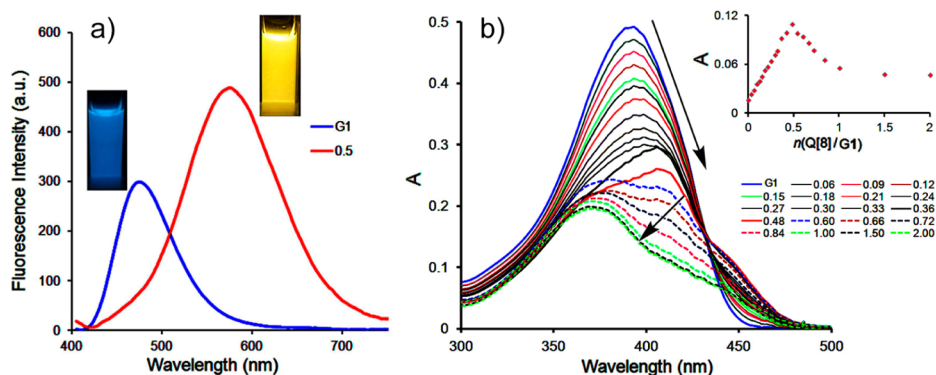 a)
Fluorescence Intensity (a.u.)
600
500
400
300
200
100
0
400 500 600 700
Wavelength (nm)
G1
0.5
b)
A
0.5
0.4
0.3
0.2
0.1
0
300 350 400 450 500
Wavelength (nm)
A
0.12
0.06
0
0 0.5 1 1.5 2
n(Q[8]/G1)
G1 0.06 0.09 0.12
0.15 0.18 0.21 0.24
0.27 0.30 0.33 0.36
0.48 0.60 0.66 0.72
0.84 1.00 1.50 2.00